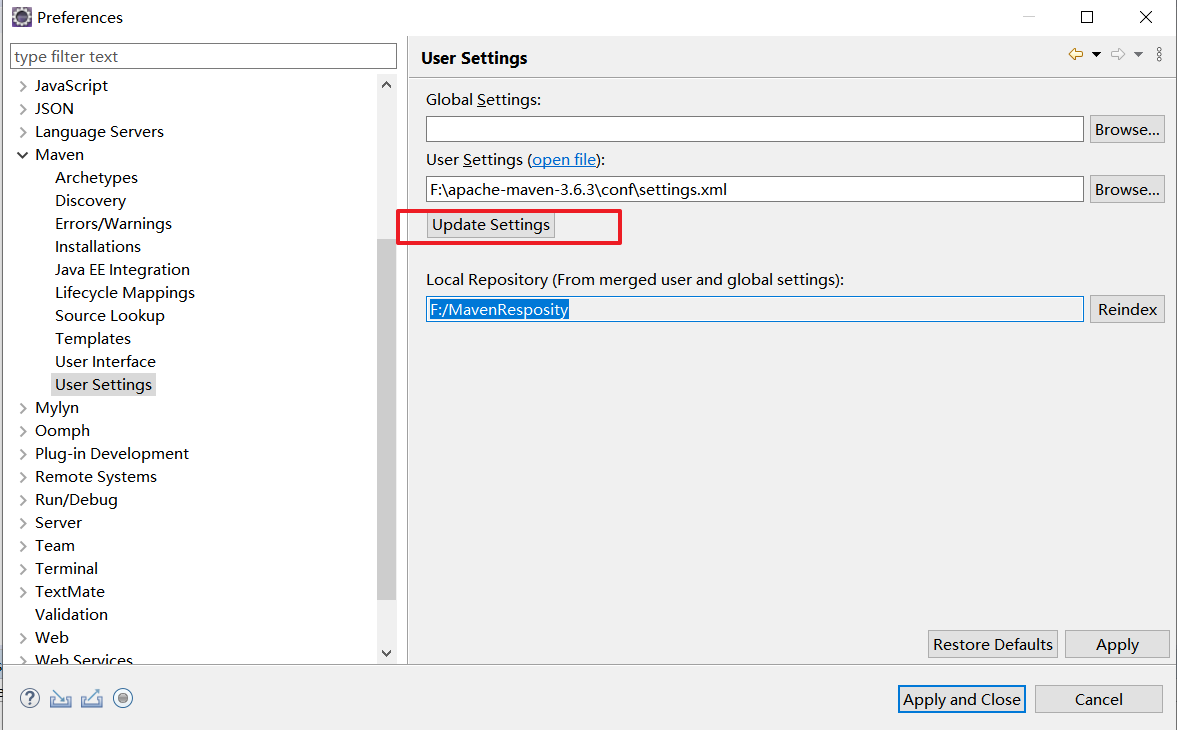 Preferences
type filter text
JavaScript
JSON
Language Servers
Maven
Archetypes
Discovery
Errors/Warnings
Installations
Java EE Integration
Lifecycle Mappings
Source Lookup
Templates
User Interface
User Settings
Mylyn
Oomph
Plug-in Development
Remote Systems
Run/Debug
Server
Team
Terminal
TextMate
Validation
Web
Web Services
User Settings
Global Settings:
Browse...
User Settings (open file):
F:\apache-maven-3.6.3\conf\settings.xml
Browse...
Update Settings
Local Repository (From merged user and global settings):
F:/MavenResposity
Reindex
Restore Defaults
Apply
Apply and Close
Cancel